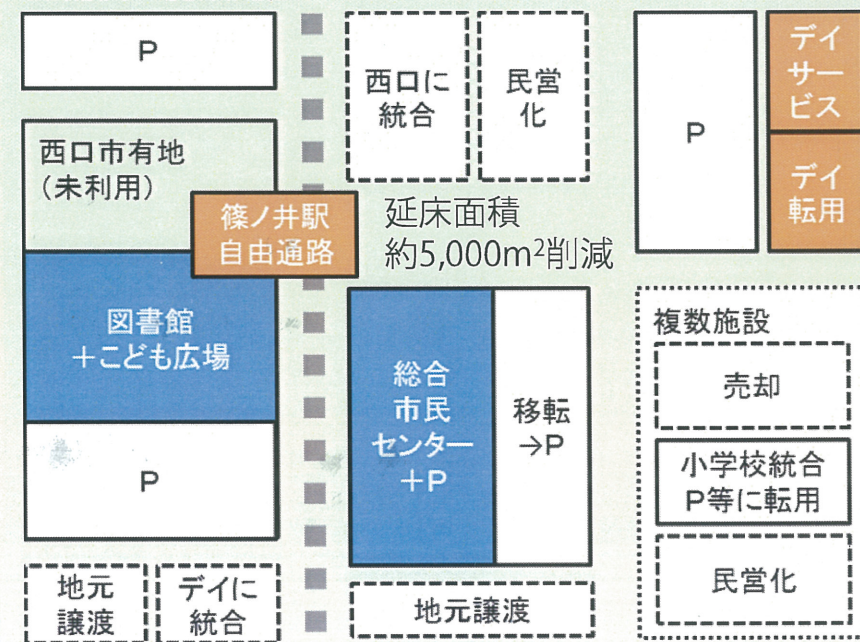 P
西口市有地
（未利用）
篠ノ井駅
自由通路
図書館
＋こども広場
P
地元
譲渡
デイに
統合
西口に
統合
民営
化
延床面積
約5,000m²削減
総合
市民
センター
＋P
移転
→P
地元譲渡
P
デイ
サー
ビス
デイ
転用
複数施設
売却
小学校統合
P等に転用
民営化